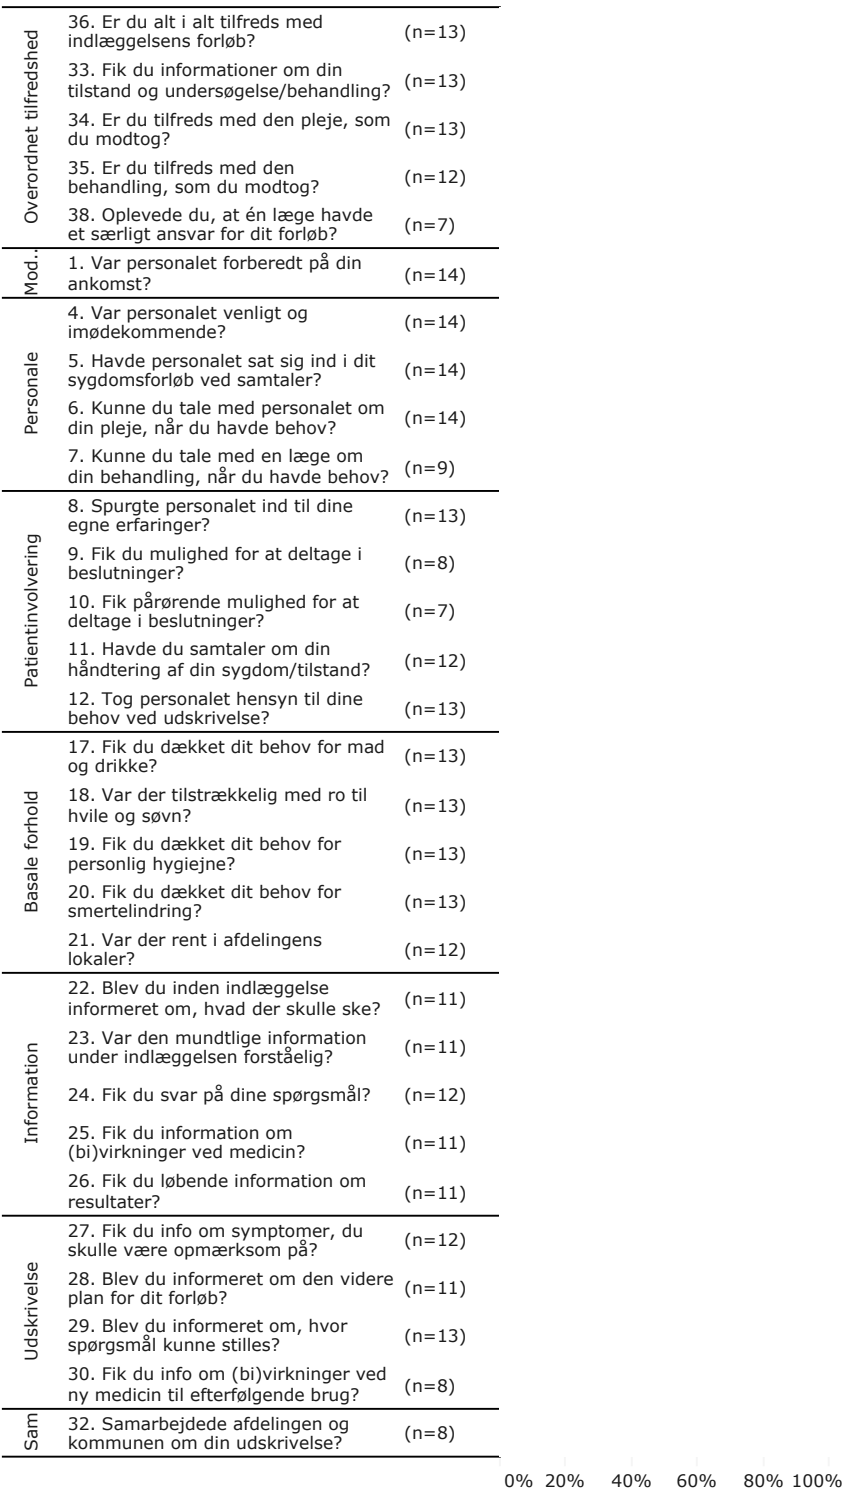 Overordnet tilfredshed
36. Er du alt i alt tilfreds med
indlæggelsens forløb?
(n=13)
33. Fik du informationer om din
tilstand og undersøgelse/behandling?
(n=13)
34. Er du tilfreds med den pleje, som
du modtog?
(n=13)
35. Er du tilfreds med den
behandling, som du modtog?
(n=12)
38. Oplevede du, at én læge havde
et særligt ansvar for dit forløb?
(n=7)
Mod..
1. Var personalet forberedt på din
ankomst?
(n=14)
Personale
4. Var personalet venligt og
imødekommende?
(n=14)
5. Havde personalet sat sig ind i dit
sygdomsforløb ved samtaler?
(n=14)
6. Kunne du tale med personalet om
din pleje, når du havde behov?
(n=14)
7. Kunne du tale med en læge om
din behandling, når du havde behov?
(n=9)
Patientinvolvering
8. Spurgte personalet ind til dine
egne erfaringer?
(n=13)
9. Fik du mulighed for at deltage i
beslutninger?
(n=8)
10. Fik pårørende mulighed for at
deltage i beslutninger?
(n=7)
11. Havde du samtaler om din
håndtering af din sygdom/tilstand?
(n=12)
12. Tog personalet hensyn til dine
behov ved udskrivelse?
(n=13)
Basale forhold
17. Fik du dækket dit behov for mad
og drikke?
(n=13)
18. Var der tilstrækkelig med ro til
hvile og søvn?
(n=13)
19. Fik du dækket dit behov for
personlig hygiejne?
(n=13)
20. Fik du dækket dit behov for
smertelindring?
(n=13)
21. Var der rent i afdelingens
lokaler?
(n=12)
Information
22. Blev du inden indlæggelse
informeret om, hvad der skulle ske?
(n=11)
23. Var den mundtlige information
under indlæggelsen forståelig?
(n=11)
24. Fik du svar på dine spørgsmål?
(n=12)
25. Fik du information om
(bi)virkninger ved medicin?
(n=11)
26. Fik du løbende information om
resultater?
(n=11)
Udskrivelse
27. Fik du info om symptomer, du
skulle være opmærksom på?
(n=12)
28. Blev du informeret om den videre
plan for dit forløb?
(n=11)
29. Blev du informeret om, hvor
spørgsmål kunne stilles?
(n=13)
30. Fik du info om (bi)virkninger ved
ny medicin til efterfølgende brug?
(n=8)
Sam
32. Samarbejdede afdelingen og
kommunen om din udskrivelse?
(n=8)
0% 20% 40% 60% 80% 100%